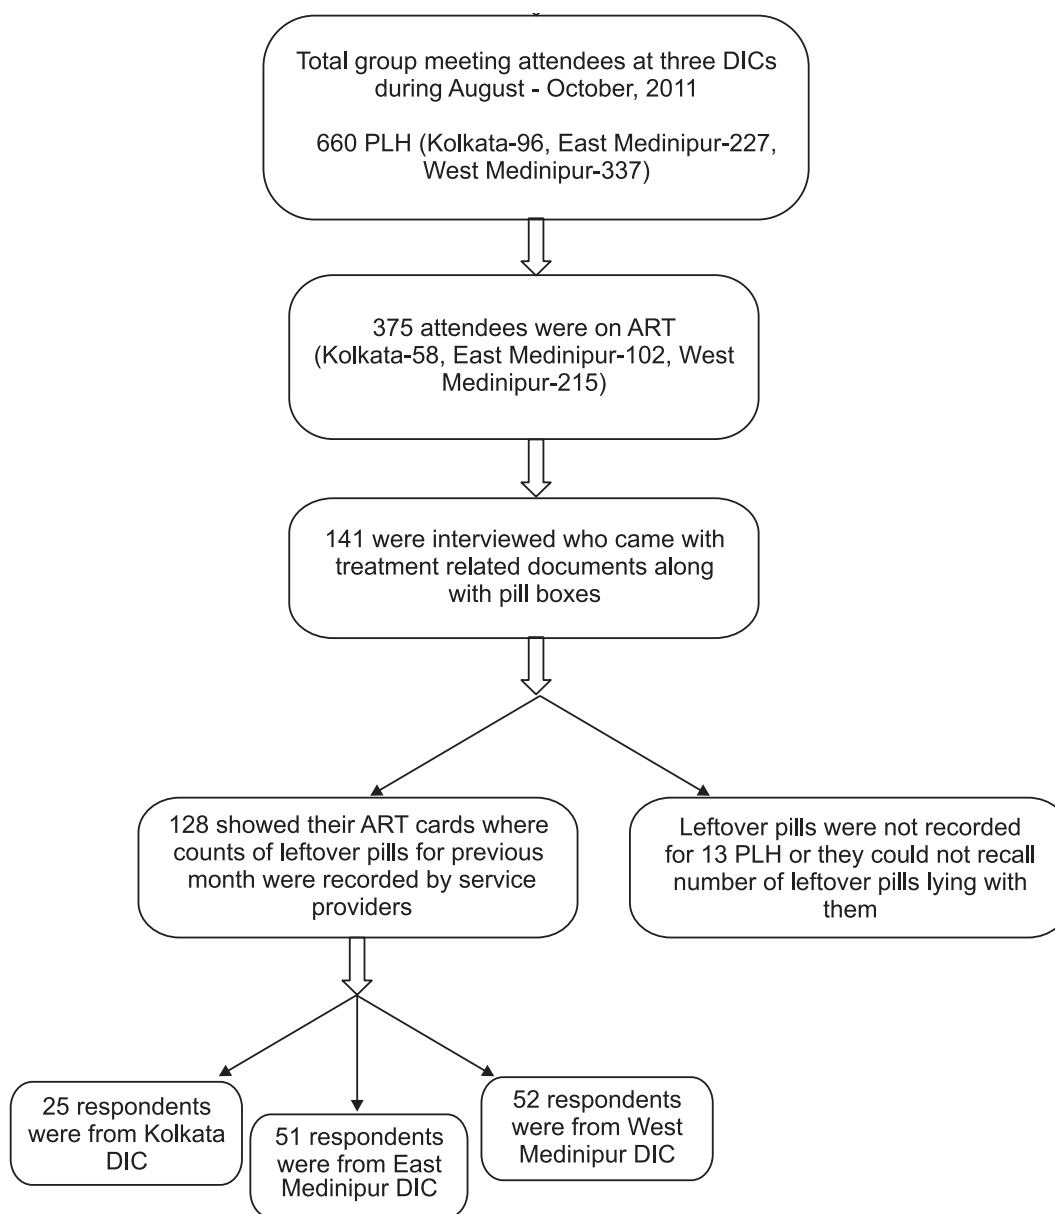 Total group meeting attendees at three DICs
during August - October, 2011
660 PLH (Kolkata-96, East Medinipur-227,
West Medinipur-337)
375 attendees were on ART
(Kolkata-58, East Medinipur-102, West
Medinipur-215)
141 were interviewed who came with
treatment related documents along
with pill boxes
128 showed their ART cards where
counts of leftover pills for previous
month were recorded by service
providers
Leftover pills were not recorded
for 13 PLH or they could not recall
number of leftover pills lying with
them
25 respondents
were from Kolkata
DIC
51 respondents
were from East
Medinipur DIC
52 respondents
were from West
Medinipur DIC